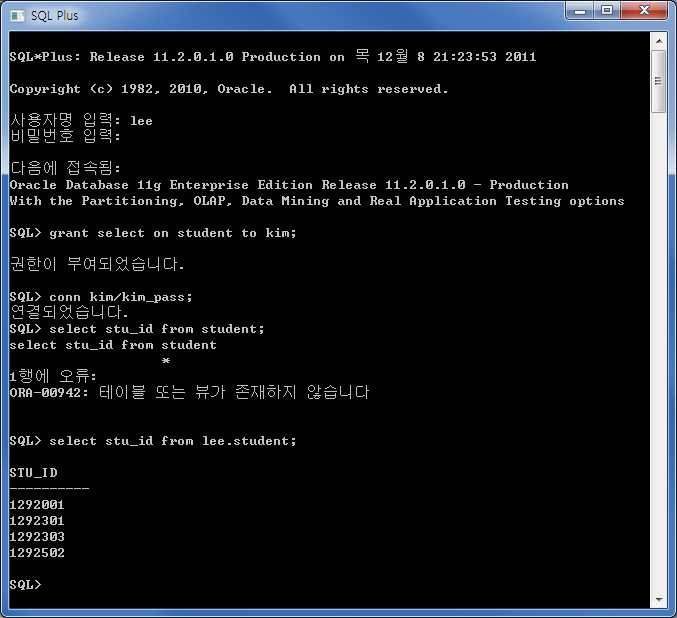 SQL Plus
SQL*Plus: Release 11.2.0.1.0 Production on 목 12월 8 21:23:53 2011
Copyright (c) 1982, 2010, Oracle.  All rights reserved.
사용자명 입력: lee
비밀번호 입력:
다음에 접속됨:
Oracle Database 11g Enterprise Edition Release 11.2.0.1.0 - Production
With the Partitioning, OLAP, Data Mining and Real Application Testing options
SQL> grant select on student to kim;
권한이 부여되었습니다.
SQL> conn kim/kim_pass;
연결되었습니다.
SQL> select stu_id from student;
select stu_id from student
*
1행에 오류:
ORA-00942: 테이블 또는 뷰가 존재하지 않습니다
SQL> select stu_id from lee.student;
STU_ID
----------
1292001
1292301
1292303
1292502
SQL>